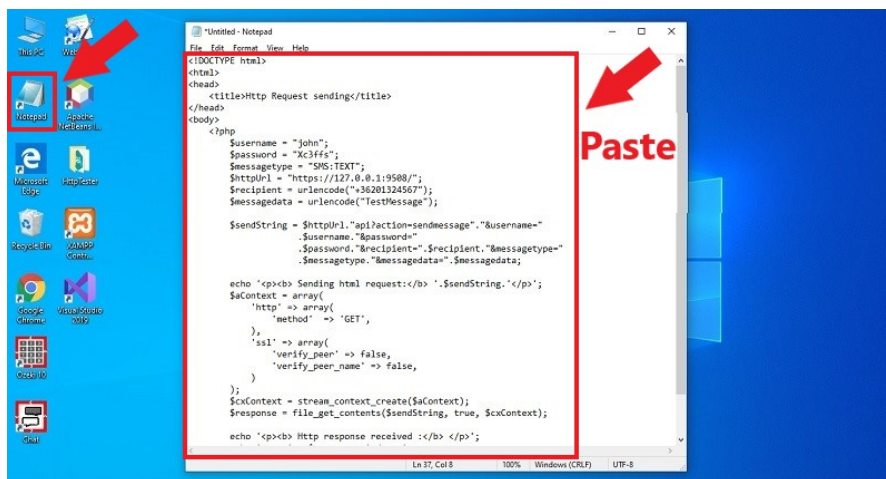 This PC
Notepad
Apache
NetBeans I...
Microsoft
Edge
HttpTester
Recycle Bin
XAMPP
Contr...
Google
Chrome
Visual Studio
2019
Ozeki 10
Chat
*Untitled - Notepad
File Edit Format View Help
<!DOCTYPE html>
<html>
<head>
    <title>Http Request sending</title>
</head>
<body>
    <?php
        $username = "john";
        $password = "Xc3ffs";
        $messagetype = "SMS:TEXT";
        $httpUrl = "https://127.0.0.1:9508/";
        $recipient = urlencode("+36201324567");
        $messagedata = urlencode("TestMessage");
        $sendString = $httpUrl."api?action=sendmessage"."&username="
                    .$username."&password="
                    .$password."&recipient=".$recipient."&messagetype="
                    .$messagetype."&messagedata=".$messagedata;
        echo '<p><b> Sending html request:</b> '.$sendString.'</p>';
        $aContext = array(
            'http' => array(
                'method'  => 'GET',
            ),
            'ssl' => array(
                'verify_peer' => false,
                'verify_peer_name' => false,
            )
        );
        $cxContext = stream_context_create($aContext);
        $response = file_get_contents($sendString, true, $cxContext);
        echo '<p><b> Http response received :</b> </p>';
Paste
Ln 37, Col 8
100%
Windows (CRLF)
UTF-8